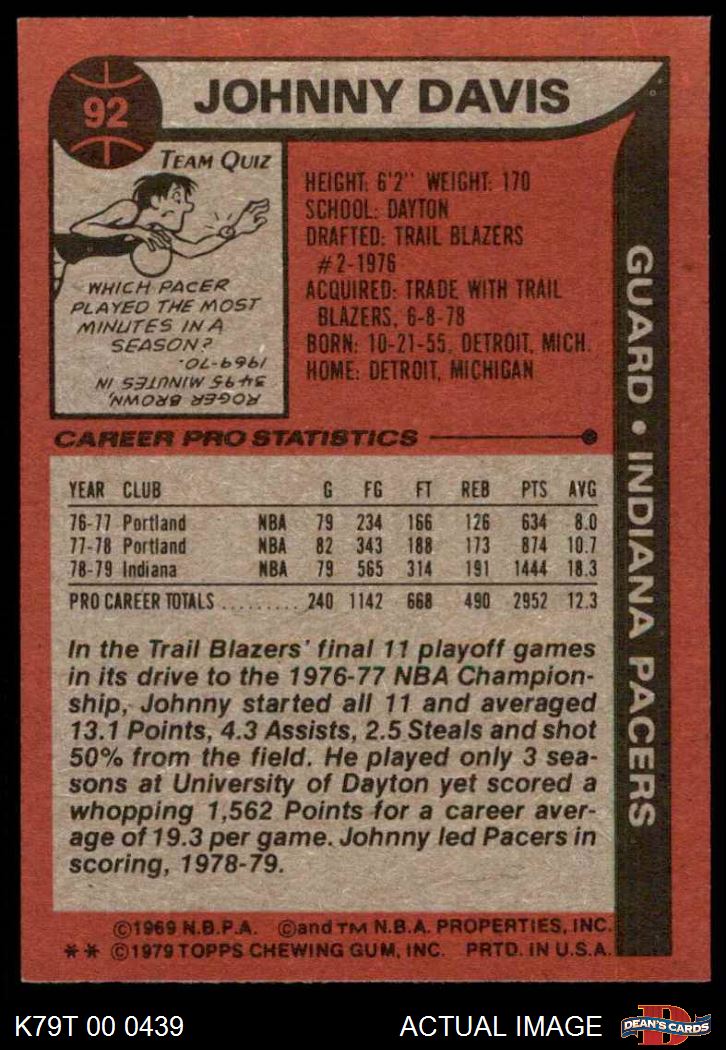 92
JOHNNY DAVIS
TEAM QUIZ
WHICH PACER
PLAYED THE MOST
MINUTES IN A
SEASON?
ROGER BROWN,
3495 MINUTES IN
1969-70.
HEIGHT: 6'2" WEIGHT: 170
SCHOOL: DAYTON
DRAFTED: TRAIL BLAZERS
#2-1976
ACQUIRED: TRADE WITH TRAIL
BLAZERS, 6-8-78
BORN: 10-21-55, DETROIT, MICH.
HOME: DETROIT, MICHIGAN
GUARD • INDIANA PACERS
CAREER PRO STATISTICS
YEAR CLUB G FG FT REB PTS AVG
76-77 Portland NBA 79 234 166 126 634 8.0
77-78 Portland NBA 82 343 188 173 874 10.7
78-79 Indiana NBA 79 565 314 191 1444 18.3
PRO CAREER TOTALS ......... 240 1142 668 490 2952 12.3
In the Trail Blazers' final 11 playoff games
in its drive to the 1976-77 NBA Champion-
ship, Johnny started all 11 and averaged
13.1 Points, 4.3 Assists, 2.5 Steals and shot
50% from the field. He played only 3 sea-
sons at University of Dayton yet scored a
whopping 1,562 Points for a career aver-
age of 19.3 per game. Johnny led Pacers in
scoring, 1978-79.
©1969 N.B.P.A. ©and TM N.B.A. PROPERTIES, INC.
** ©1979 TOPPS CHEWING GUM, INC. PRTD. IN U.S.A.
K79T 00 0439
ACTUAL IMAGE
D
DEAN'S CARDS